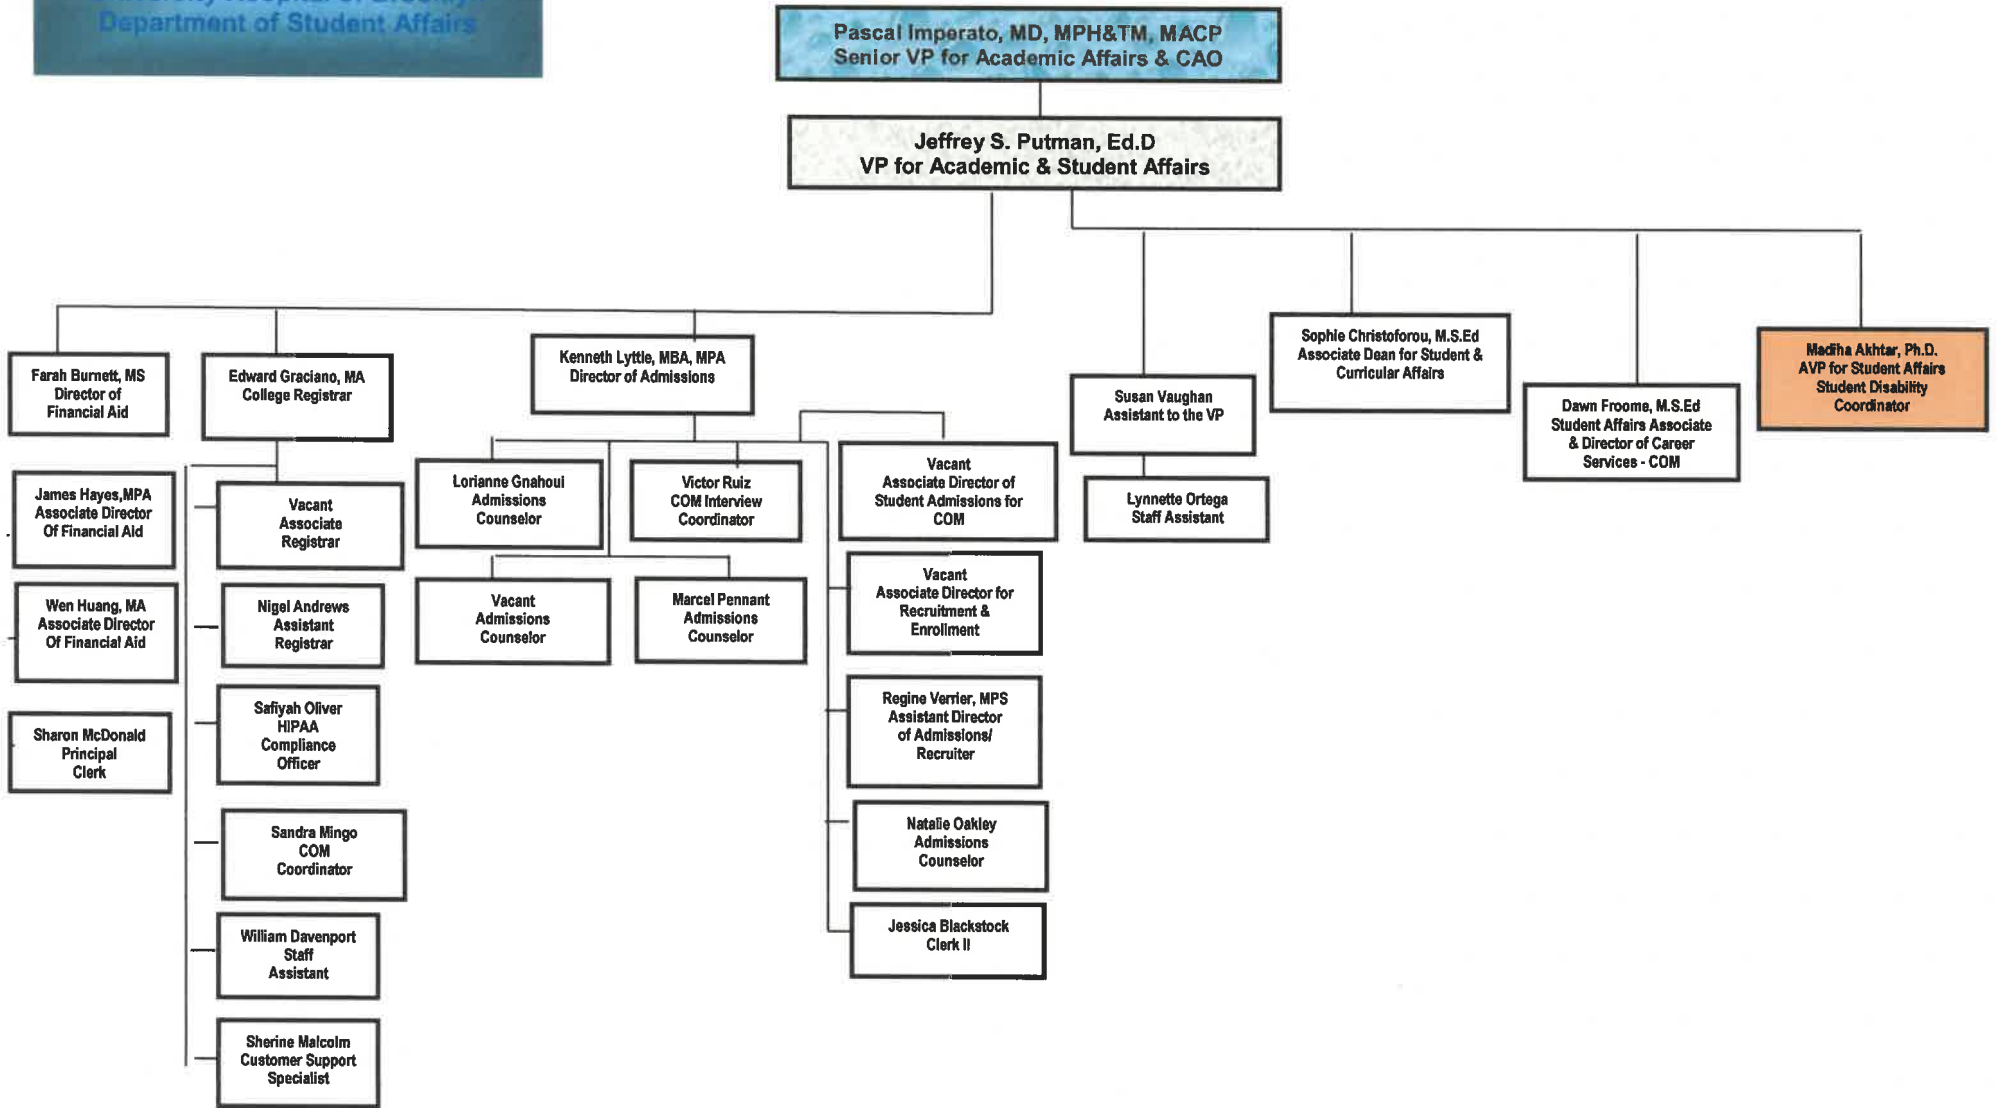 Department of Student Affairs
Pascal Imperato, MD, MPH&TM, MACP
Senior VP for Academic Affairs & CAO
Jeffrey S. Putman, Ed.D
VP for Academic & Student Affairs
Farah Burnett, MS
Director of
Financial Aid
Edward Graciano, MA
College Registrar
Kenneth Lyttle, MBA, MPA
Director of Admissions
Susan Vaughan
Assistant to the VP
Sophie Christoforou, M.S.Ed
Associate Dean for Student &
Curricular Affairs
Dawn Froome, M.S.Ed
Student Affairs Associate
& Director of Career
Services - COM
Madiha Akhtar, Ph.D.
AVP for Student Affairs
Student Disability
Coordinator
James Hayes,MPA
Associate Director
Of Financial Aid
Wen Huang, MA
Associate Director
Of Financial Aid
Sharon McDonald
Principal
Clerk
Vacant
Associate
Registrar
Nigel Andrews
Assistant
Registrar
Safiyah Oliver
HIPAA
Compliance
Officer
Sandra Mingo
COM
Coordinator
William Davenport
Staff
Assistant
Sherine Malcolm
Customer Support
Specialist
Lorianne Gnahoui
Admissions
Counselor
Victor Ruiz
COM Interview
Coordinator
Vacant
Admissions
Counselor
Marcel Pennant
Admissions
Counselor
Vacant
Associate Director of
Student Admissions for
COM
Vacant
Associate Director for
Recruitment &
Enrollment
Regine Verrier, MPS
Assistant Director
of Admissions/
Recruiter
Natalie Oakley
Admissions
Counselor
Jessica Blackstock
Clerk II
Lynnette Ortega
Staff Assistant